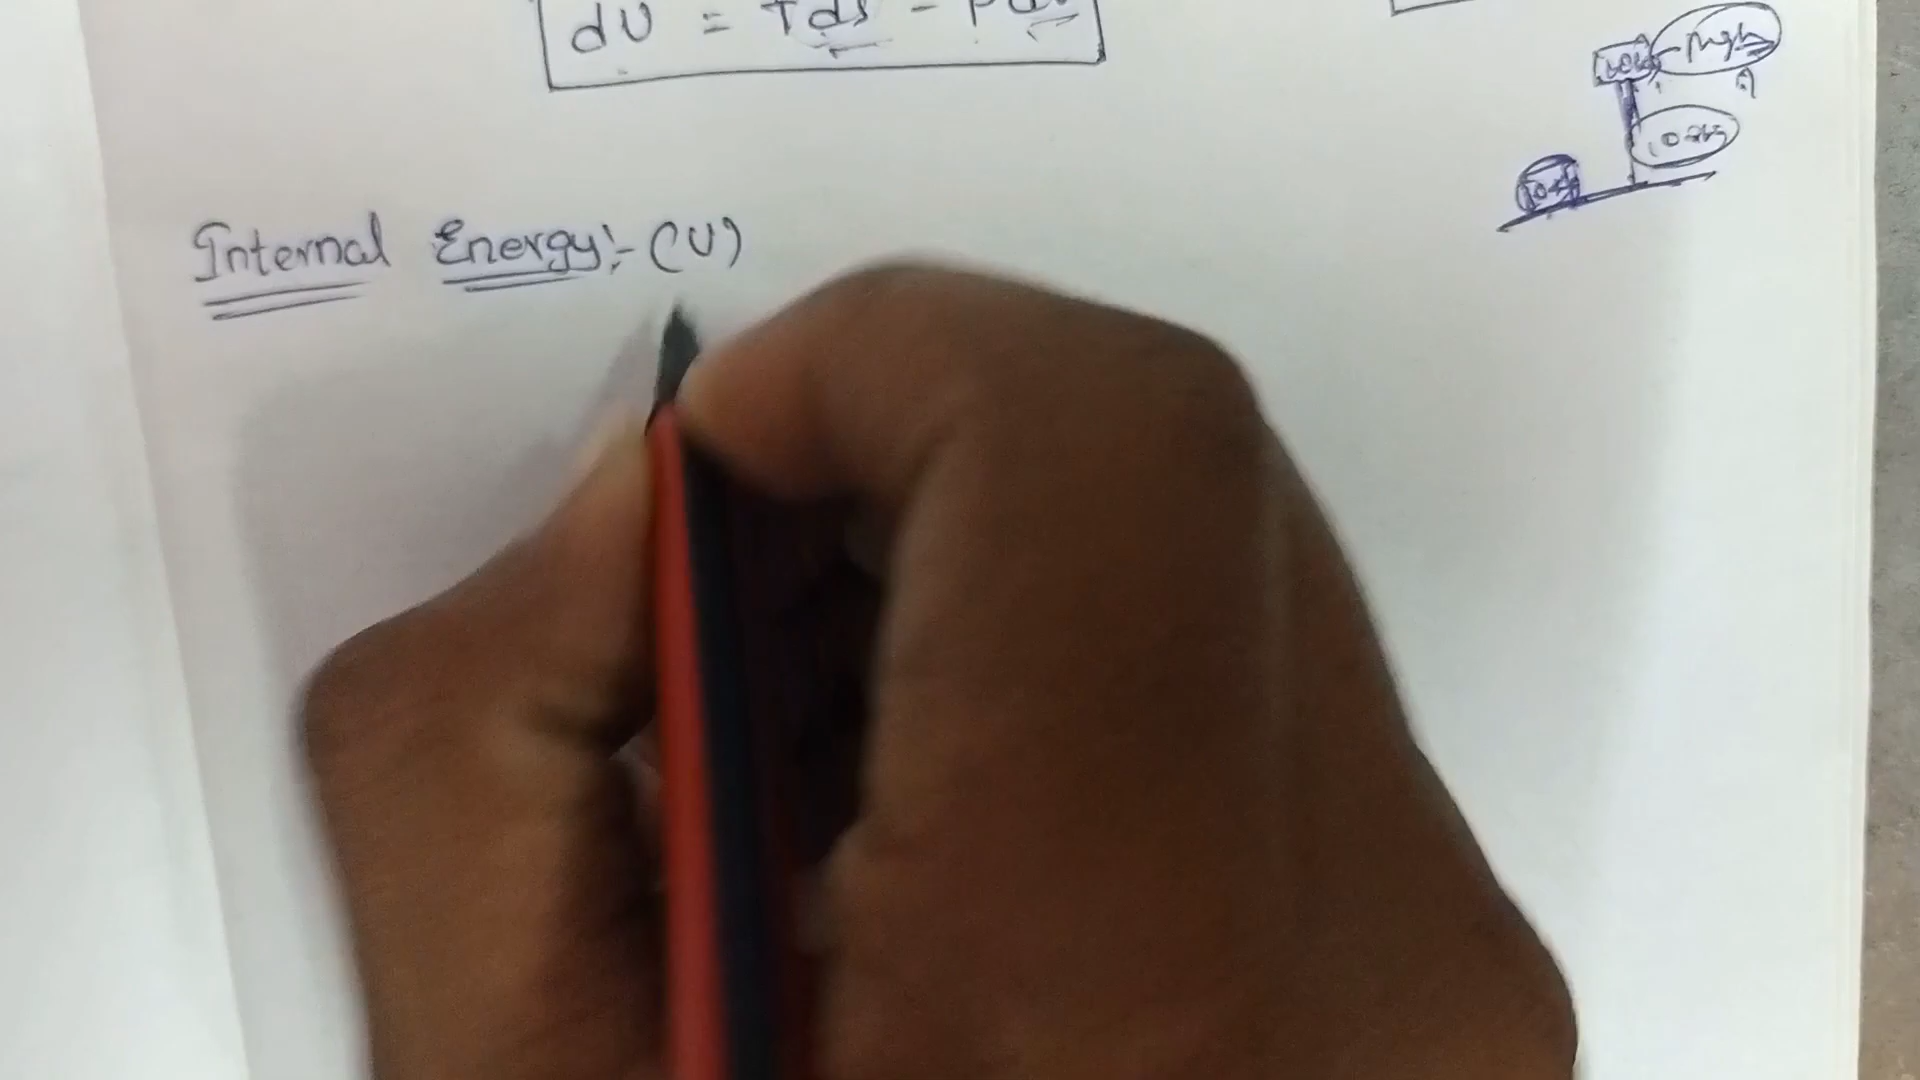 dU = Tds - Pdv
mgh
Internal Energy:- (U)